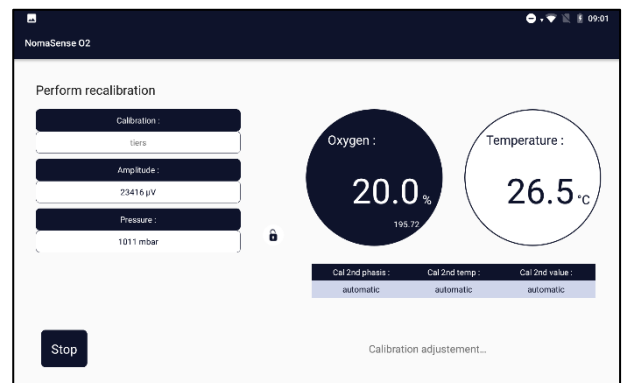 09:01
NomaSense O2
Perform recalibration
Calibration :
tiers
Amplitude :
23416 µV
Pressure :
1011 mbar
Oxygen :
20.0 %
195.72
Temperature :
26.5 °C
Cal 2nd phasis : Cal 2nd temp : Cal 2nd value :
automatic automatic automatic
Stop
Calibration adjustement...